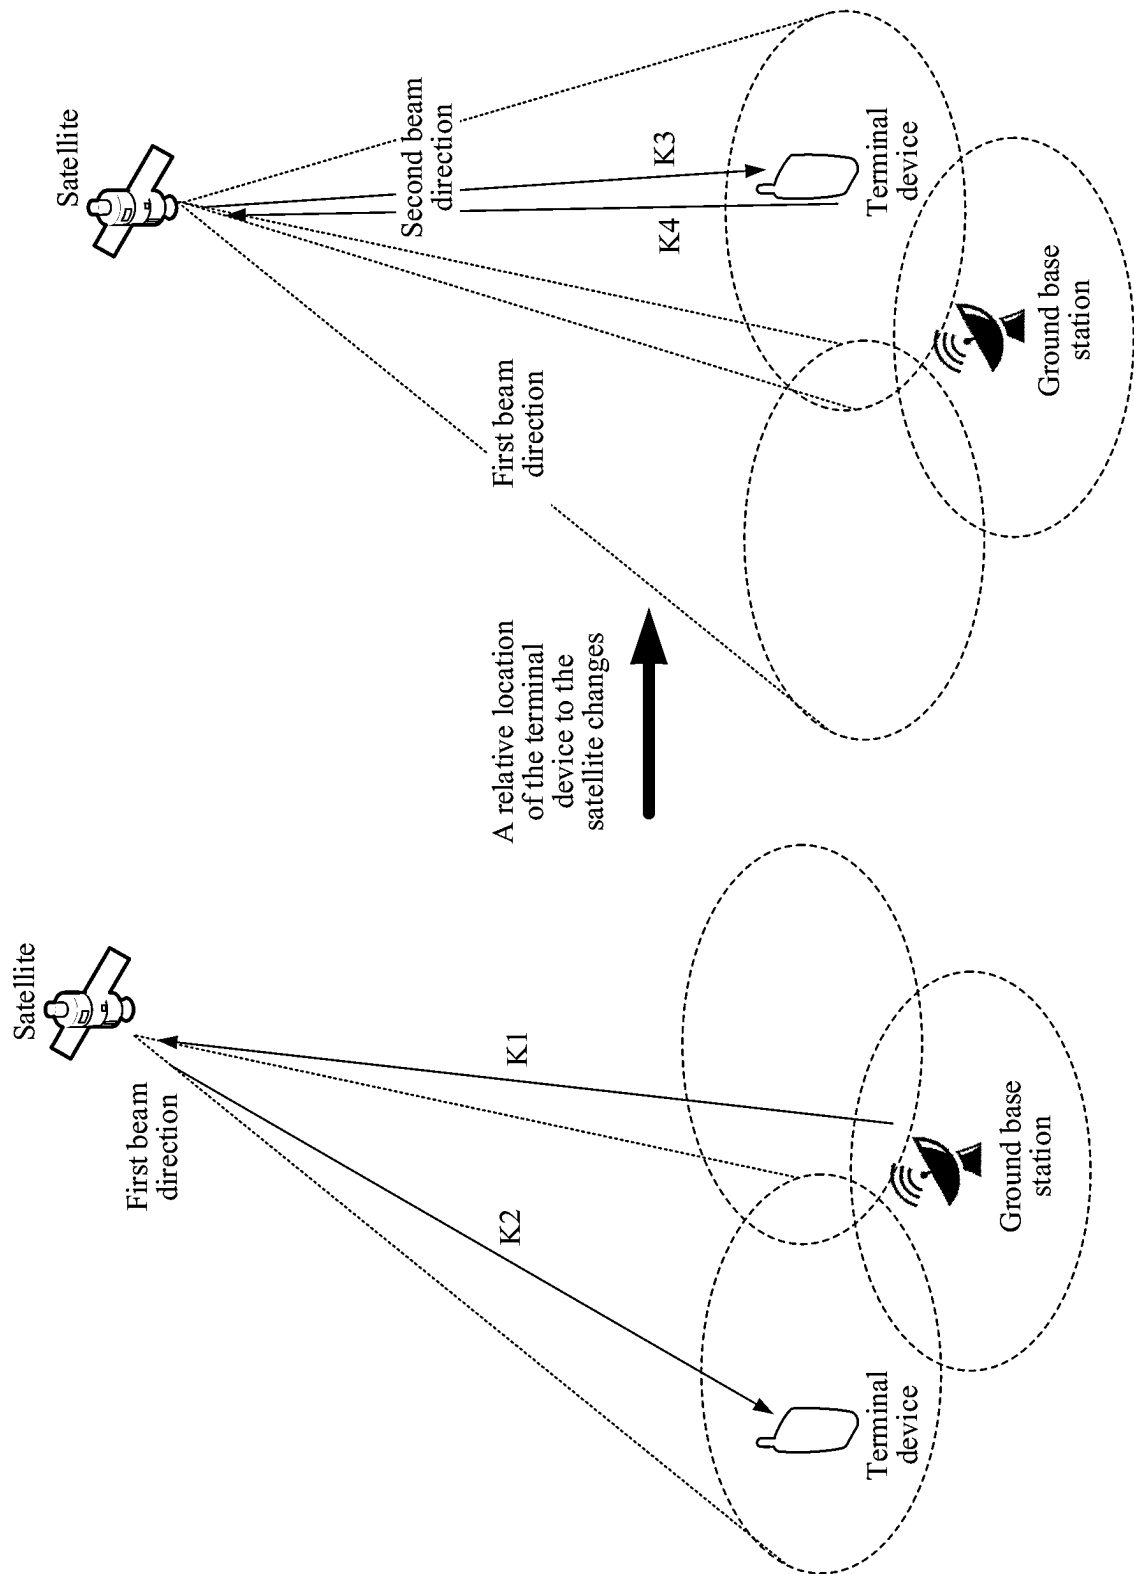 Satellite
First beam
direction
K2
K1
Terminal
device
Ground base
station
A relative location
of the terminal
device to the
satellite changes
Satellite
First beam
direction
Second beam
direction
K4
K3
Terminal
device
Ground base
station